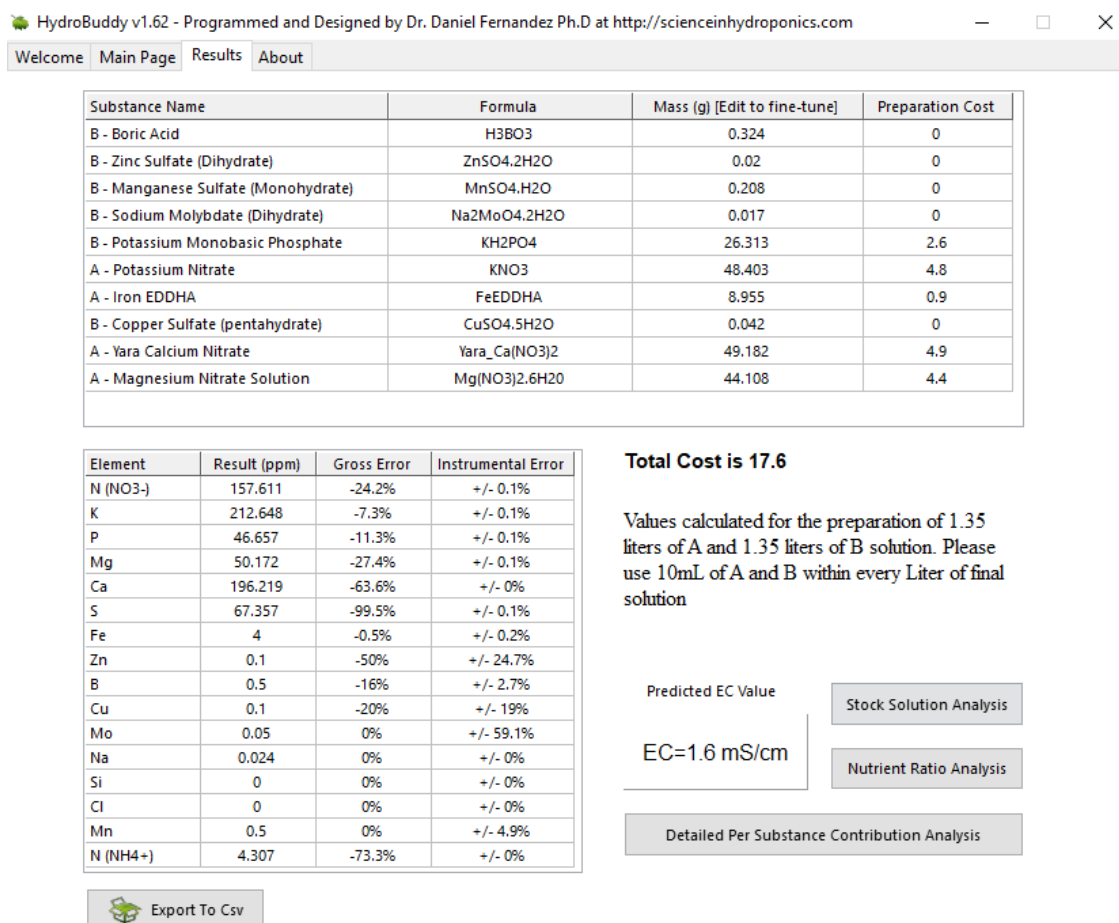 HydroBuddy v1.62 - Programmed and Designed by Dr. Daniel Fernandez Ph.D at http://scienceinhydroponics.com
Welcome Main Page Results About
Substance Name Formula Mass (g) [Edit to fine-tune] Preparation Cost
B - Boric Acid H3BO3 0.324 0
B - Zinc Sulfate (Dihydrate) ZnSO4.2H2O 0.02 0
B - Manganese Sulfate (Monohydrate) MnSO4.H2O 0.208 0
B - Sodium Molybdate (Dihydrate) Na2MoO4.2H2O 0.017 0
B - Potassium Monobasic Phosphate KH2PO4 26.313 2.6
A - Potassium Nitrate KNO3 48.403 4.8
A - Iron EDDHA FeEDDHA 8.955 0.9
B - Copper Sulfate (pentahydrate) CuSO4.5H2O 0.042 0
A - Yara Calcium Nitrate Yara_Ca(NO3)2 49.182 4.9
A - Magnesium Nitrate Solution Mg(NO3)2.6H20 44.108 4.4
Element Result (ppm) Gross Error Instrumental Error
N (NO3-) 157.611 -24.2% +/- 0.1%
K 212.648 -7.3% +/- 0.1%
P 46.657 -11.3% +/- 0.1%
Mg 50.172 -27.4% +/- 0.1%
Ca 196.219 -63.6% +/- 0%
S 67.357 -99.5% +/- 0.1%
Fe 4 -0.5% +/- 0.2%
Zn 0.1 -50% +/- 24.7%
B 0.5 -16% +/- 2.7%
Cu 0.1 -20% +/- 19%
Mo 0.05 0% +/- 59.1%
Na 0.024 0% +/- 0%
Si 0 0% +/- 0%
Cl 0 0% +/- 0%
Mn 0.5 0% +/- 4.9%
N (NH4+) 4.307 -73.3% +/- 0%
Total Cost is 17.6
Values calculated for the preparation of 1.35
liters of A and 1.35 liters of B solution. Please
use 10mL of A and B within every Liter of final
solution
Predicted EC Value
EC=1.6 mS/cm
Stock Solution Analysis
Nutrient Ratio Analysis
Detailed Per Substance Contribution Analysis
Export To Csv